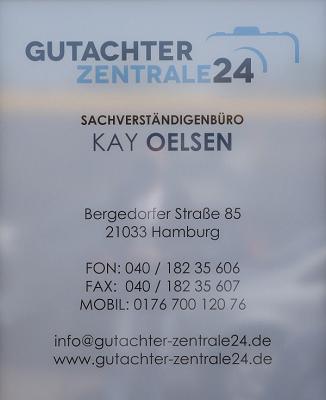 GUTACHTER
ZENTRALE24
SACHVERSTÄNDIGENBÜRO
KAY OELSEN
Bergedorfer Straße 85
21033 Hamburg
FON: 040 / 182 35 606
FAX: 040 / 182 35 607
MOBIL: 0176 700 120 76
info@gutachter-zentrale24.de
www.gutachter-zentrale24.de